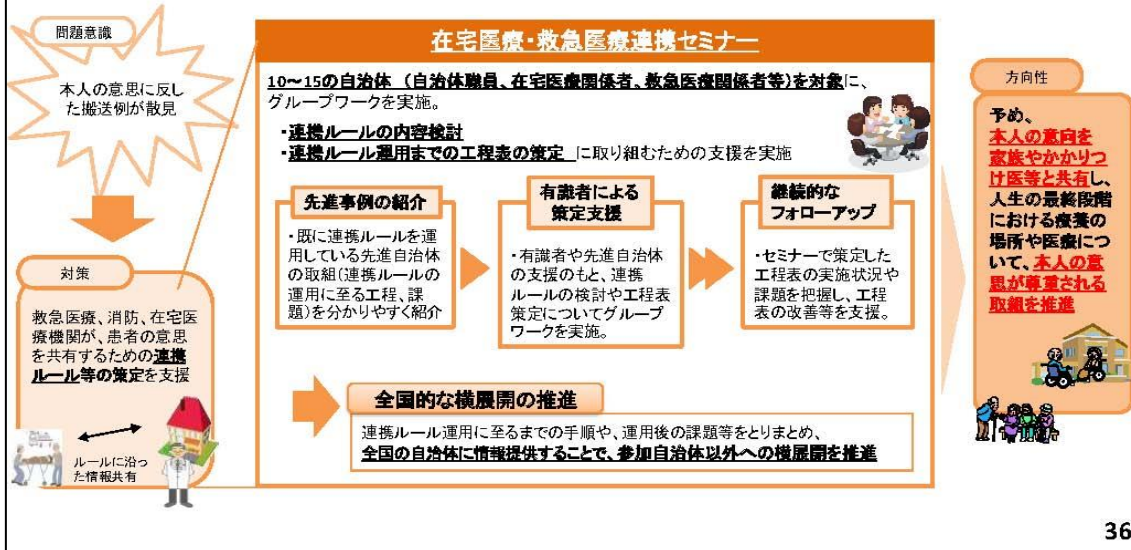 問題意識
本人の意思に反し
た搬送例が散見
対策
救急医療、消防、在宅医
療機関が、患者の意思
を共有するための連携
ルール等の策定を支援
ルールに沿っ
た情報共有
在宅医療・救急医療連携セミナー
10～15の自治体 (自治体職員、在宅医療関係者、救急医療関係者等)を対象に、
グループワークを実施。
・連携ルールの内容検討
・連携ルール運用までの工程表の策定 に取り組むための支援を実施
先進事例の紹介
・既に連携ルールを運
用している先進自治体
の取組(連携ルールの
運用に至る工程、課
題)を分かりやすく紹介
有識者による
策定支援
・有識者や先進自治体
の支援のもと、連携
ルールの検討や工程表
策定についてグループ
ワークを実施。
継続的な
フォローアップ
・セミナーで策定した
工程表の実施状況や
課題を把握し、工程
表の改善等を支援。
全国的な横展開の推進
連携ルール運用に至るまでの手順や、運用後の課題等をとりまとめ、
全国の自治体に情報提供することで、参加自治体以外への横展開を推進
方向性
予め、
本人の意向を
家族やかかりつ
け医等と共有し、
人生の最終段階
における療養の
場所や医療につ
いて、本人の意
思が尊重される
取組を推進
36